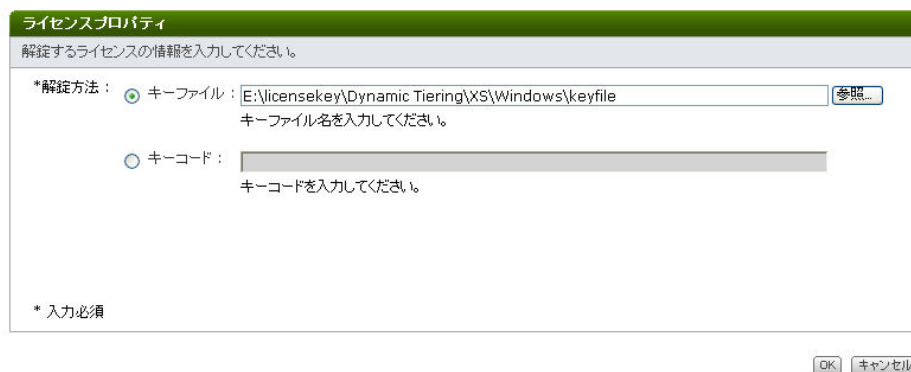 ライセンスプロパティ
解錠するライセンスの情報を入力してください。
*解錠方法： キーファイル： E:\licensekey\Dynamic Tiering\XS\Windows\keyfile 参照...
キーファイル名を入力してください。
キーコード：
キーコードを入力してください。
* 入力必須
OK キャンセル